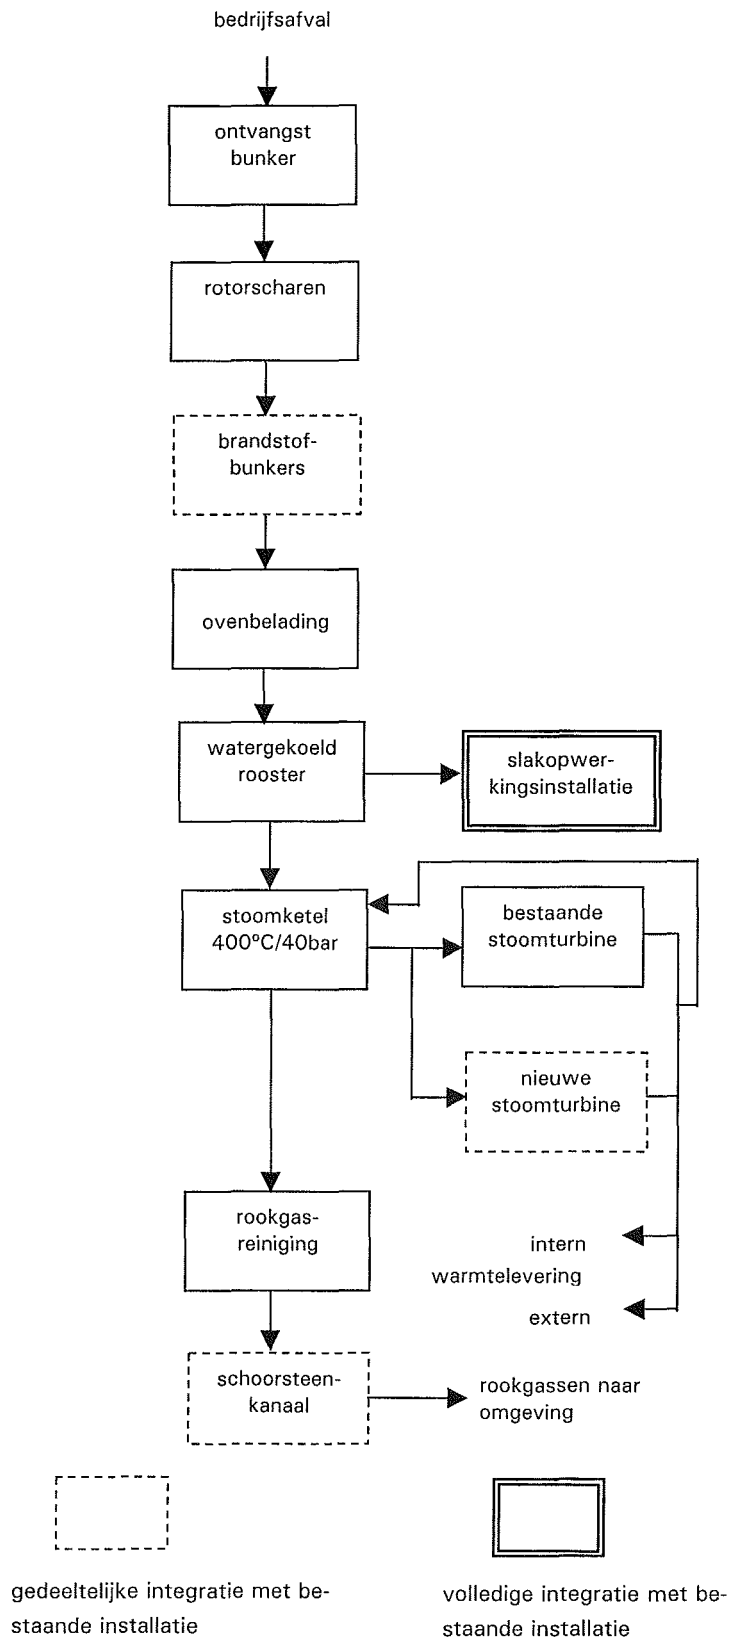 bedrijfsafval
ontvangst
bunker
rotorscharen
brandstof-
bunkers
ovenbelading
watergekoeld
rooster
slakopwer-
kingsinstallatie
stoomketel
400°C/40bar
bestaande
stoomturbine
nieuwe
stoomturbine
rookgas-
reiniging
intern
warmtelevering
extern
schoorsteen-
kanaal
rookgassen naar
omgeving
gedeeltelijke integratie met be-
staande installatie
volledige integratie met be-
staande installatie